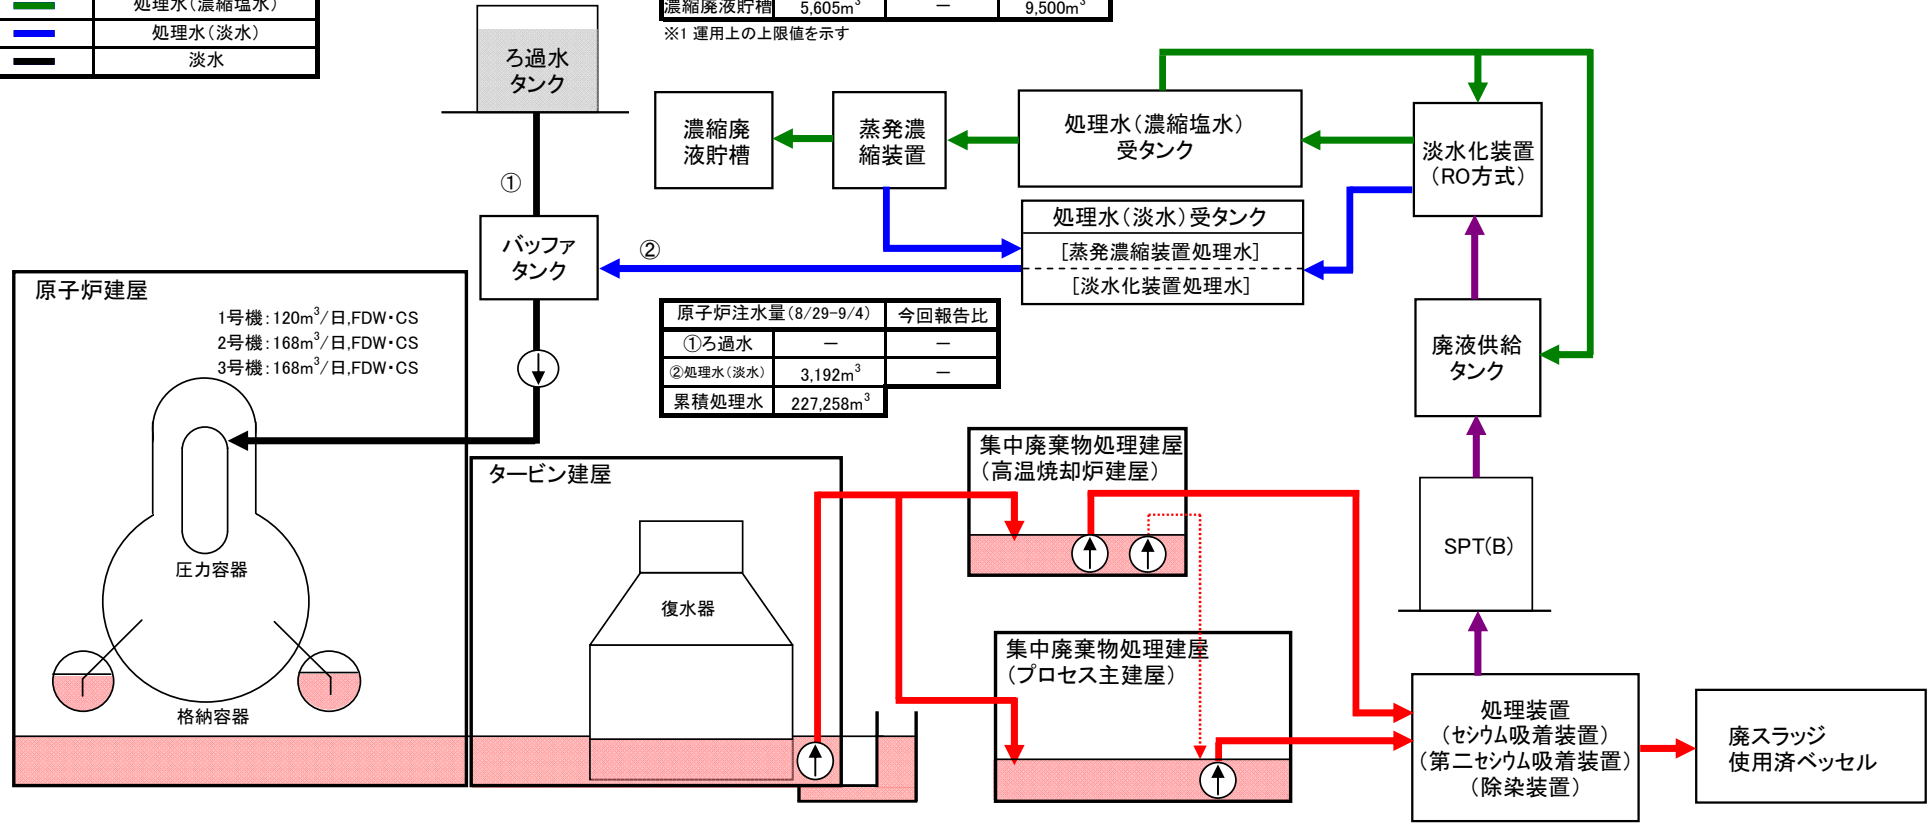 処理水(濃縮塩水)
処理水(淡水)
淡水
濃縮廃液貯槽 5,605m³ － 9,500m³
※1 運用上の上限値を示す
ろ過水
タンク
濃縮廃
液貯槽
蒸発濃
縮装置
処理水(濃縮塩水)
受タンク
淡水化装置
(RO方式)
①
処理水(淡水)受タンク
[蒸発濃縮装置処理水]
[淡水化装置処理水]
バッファ
タンク
②
原子炉建屋
1号機:120m³/日,FDW・CS
2号機:168m³/日,FDW・CS
3号機:168m³/日,FDW・CS
原子炉注水量(8/29-9/4) 今回報告比
①ろ過水 － －
②処理水(淡水) 3,192m³ －
累積処理水 227,258m³
廃液供給
タンク
集中廃棄物処理建屋
(高温焼却炉建屋)
タービン建屋
SPT(B)
圧力容器
復水器
集中廃棄物処理建屋
(プロセス主建屋)
格納容器
処理装置
(セシウム吸着装置)
(第二セシウム吸着装置)
(除染装置)
廃スラッジ
使用済ベッセル